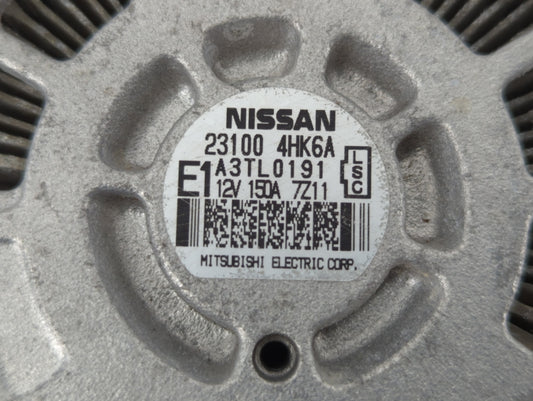 NISSAN
23100 4HK6A
E1 A3TL0191
12V 150A 7Z11
LSC
MITSUBISHI ELECTRIC CORP.